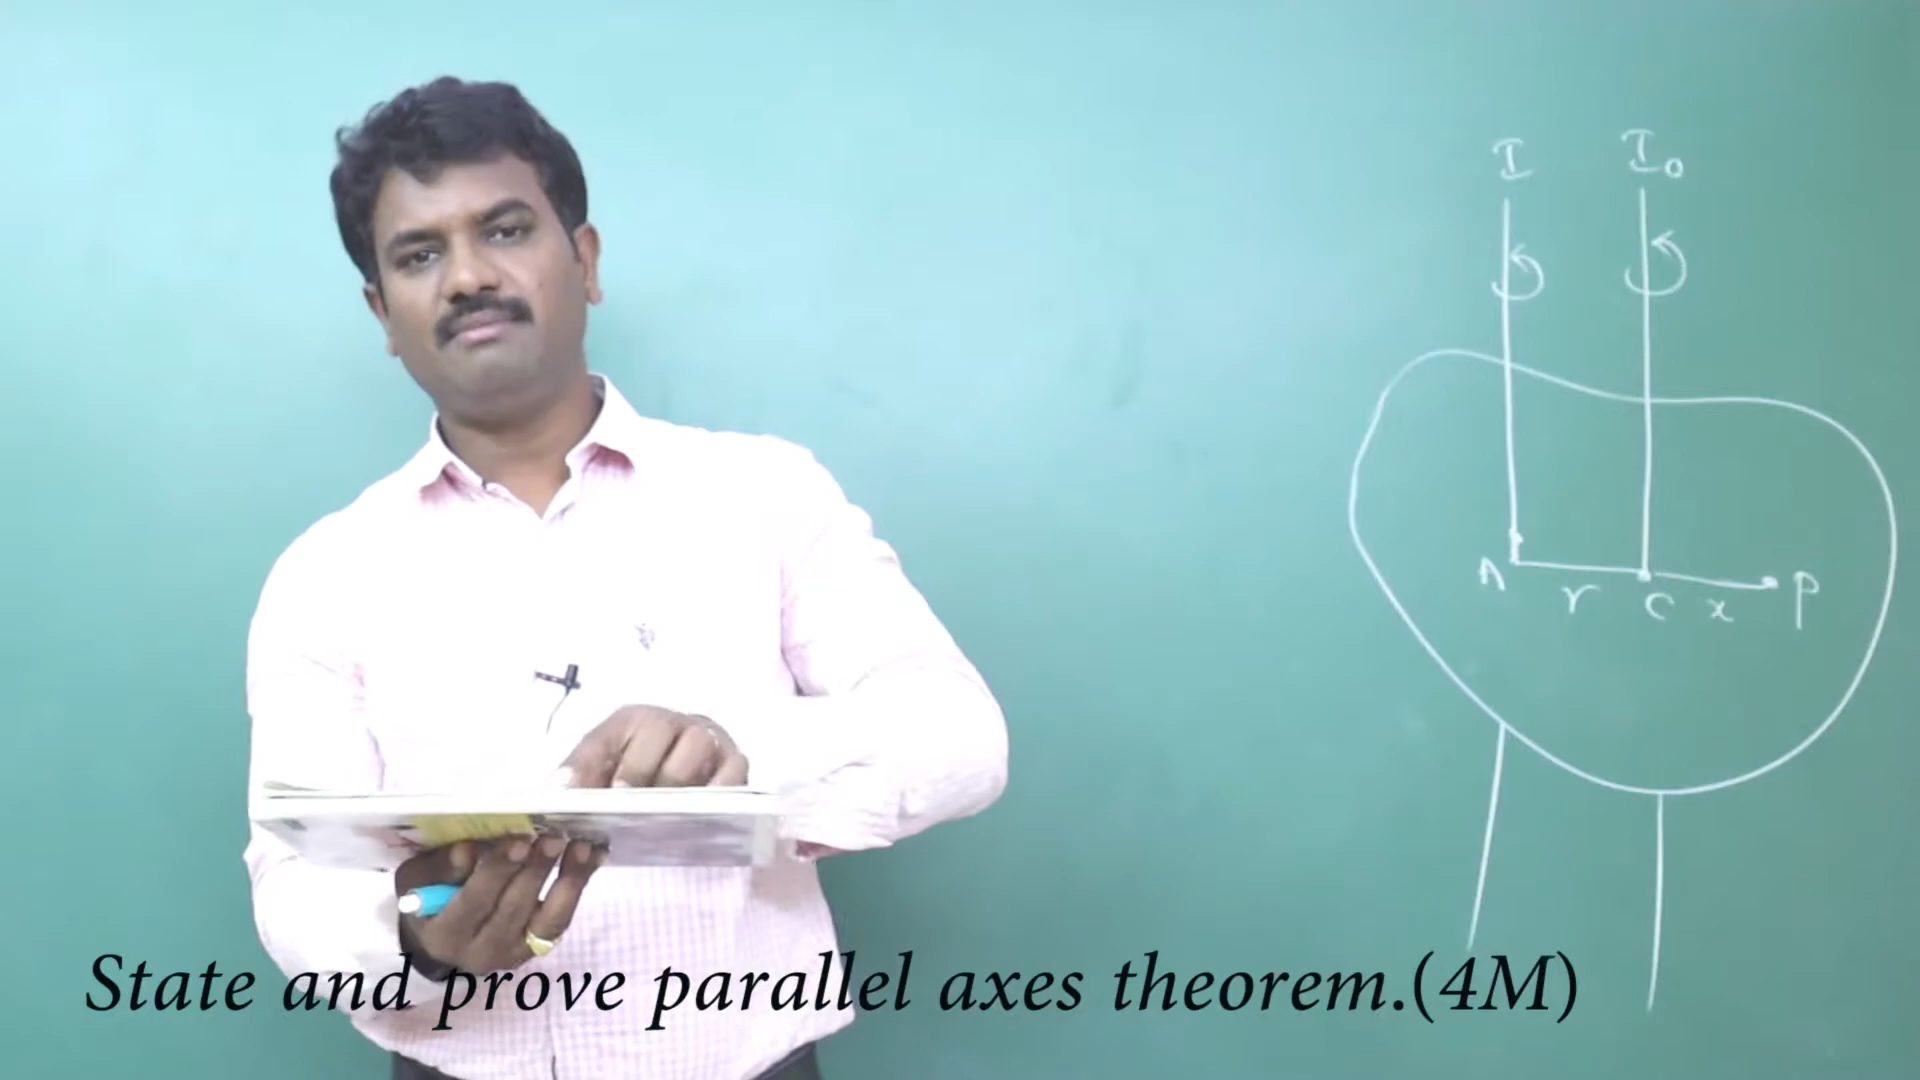 I I₀
A r C x P
State and prove parallel axes theorem.(4M)